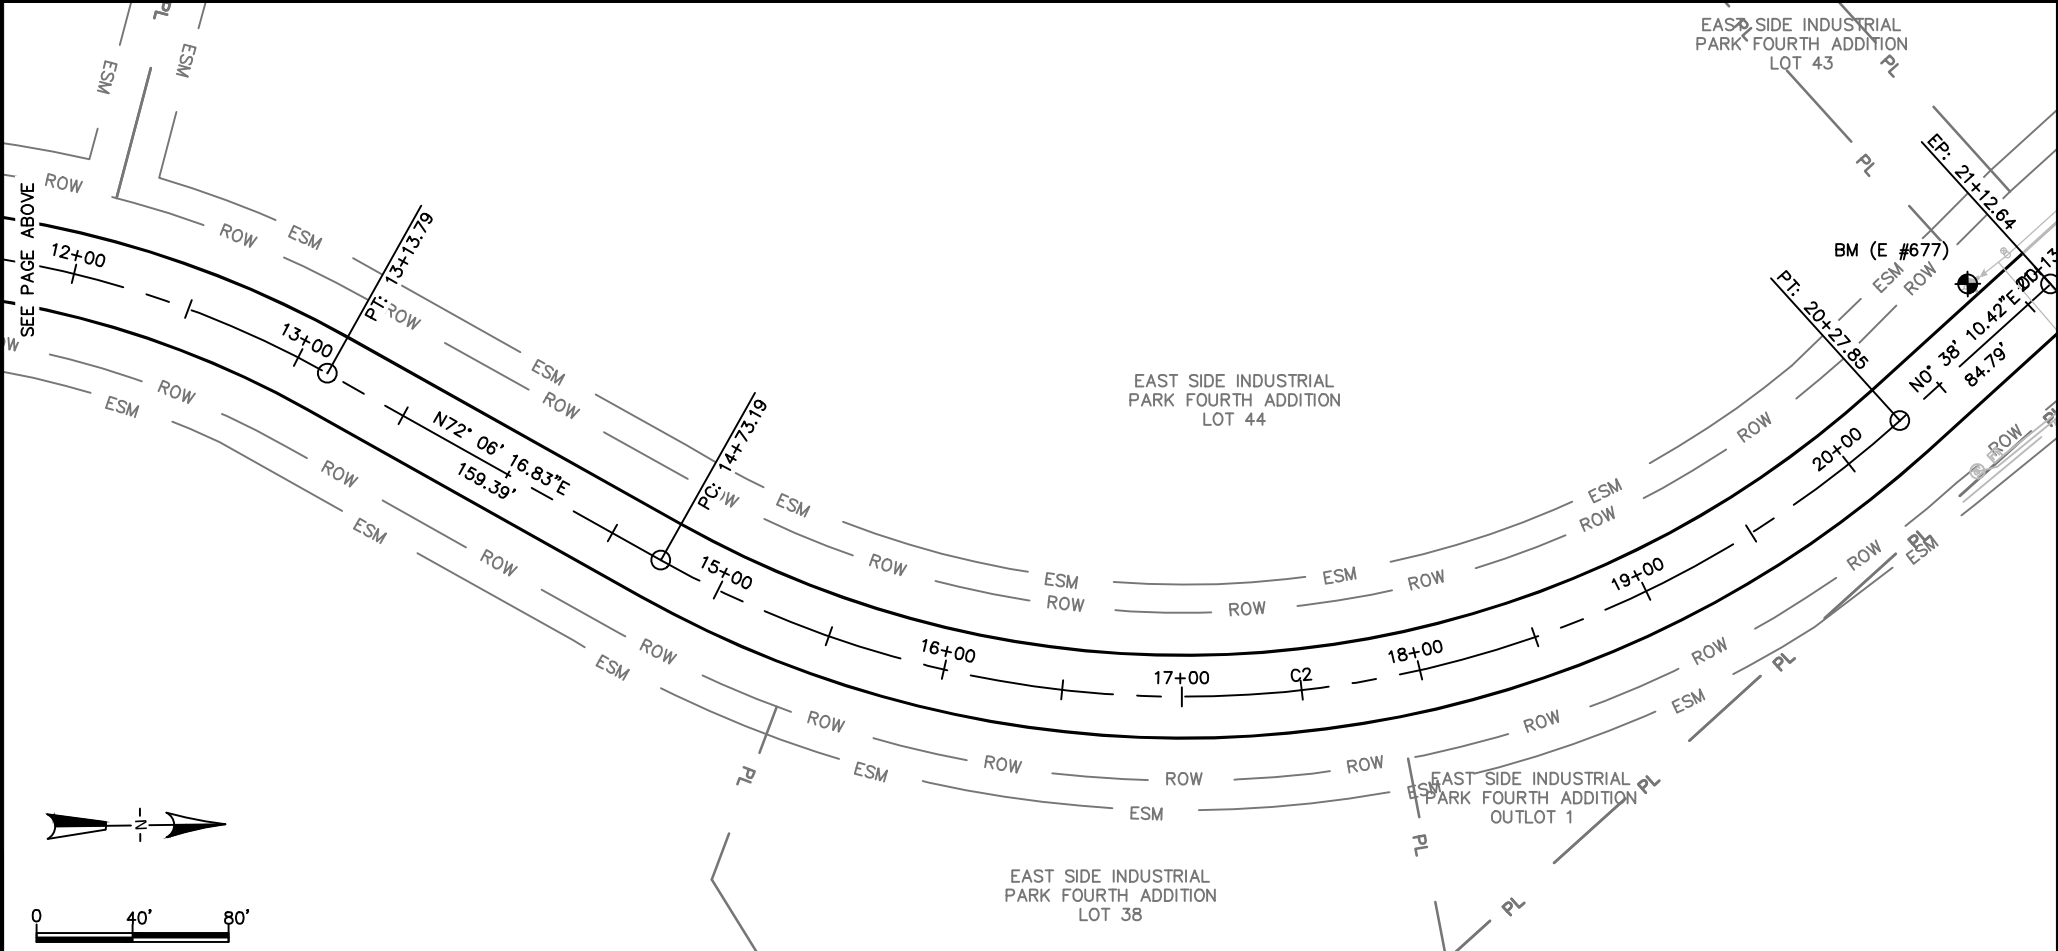 EAST SIDE INDUSTRIAL
PARK FOURTH ADDITION
LOT 43
PL
ESM
ESM
PL
PL
PL
ROW
SEE PAGE ABOVE
12+00
ROW
ESM
PT: 13+13.79
ROW
13+00
EP: 21+12.64
BM (E #677)
ESM
ROW
PT: 20+27.85
N0° 38' 10.42"E
84.79'
ROW
ESM
ESM
ROW
N72° 06' 16.83"E
159.39'
PC: 14+73.19
EAST SIDE INDUSTRIAL
PARK FOURTH ADDITION
LOT 44
ROW
20+00
ROW
PL
ROW
ESM
ESM
ESM
ROW
ROW
15+00
ROW
ESM
ROW
ESM
ROW
ESM
ROW
19+00
ROW
PL
ESM
ROW
ESM
16+00
17+00
C2
18+00
ROW
PL
ESM
ROW
ROW
ROW
ROW
ROW
PL
ESM
ESM
ESM
EAST SIDE INDUSTRIAL
PARK FOURTH ADDITION
OUTLOT 1
PL
PL
N
EAST SIDE INDUSTRIAL
PARK FOURTH ADDITION
LOT 38
PL
0 40' 80'